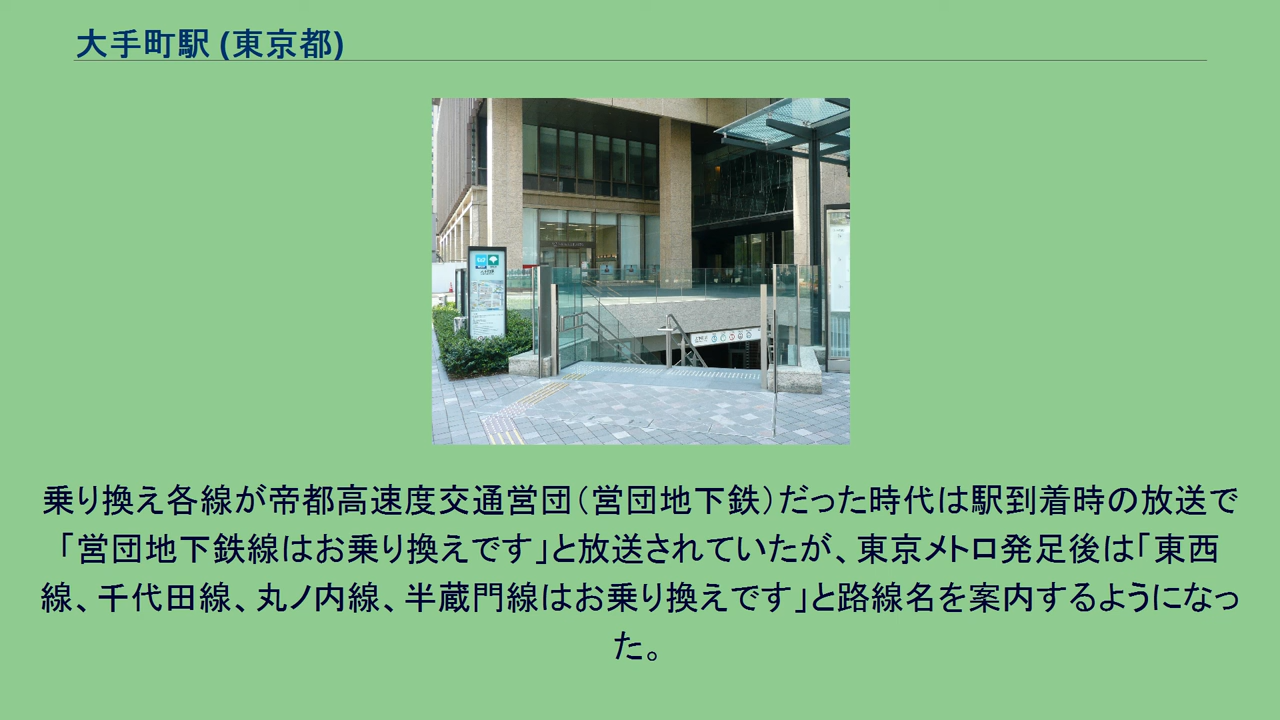 大手町駅 (東京都)
乗り換え各線が帝都高速度交通営団（営団地下鉄）だった時代は駅到着時の放送で
「営団地下鉄線はお乗り換えです」と放送されていたが、東京メトロ発足後は「東西
線、千代田線、丸ノ内線、半蔵門線はお乗り換えです」と路線名を案内するようになっ
た。